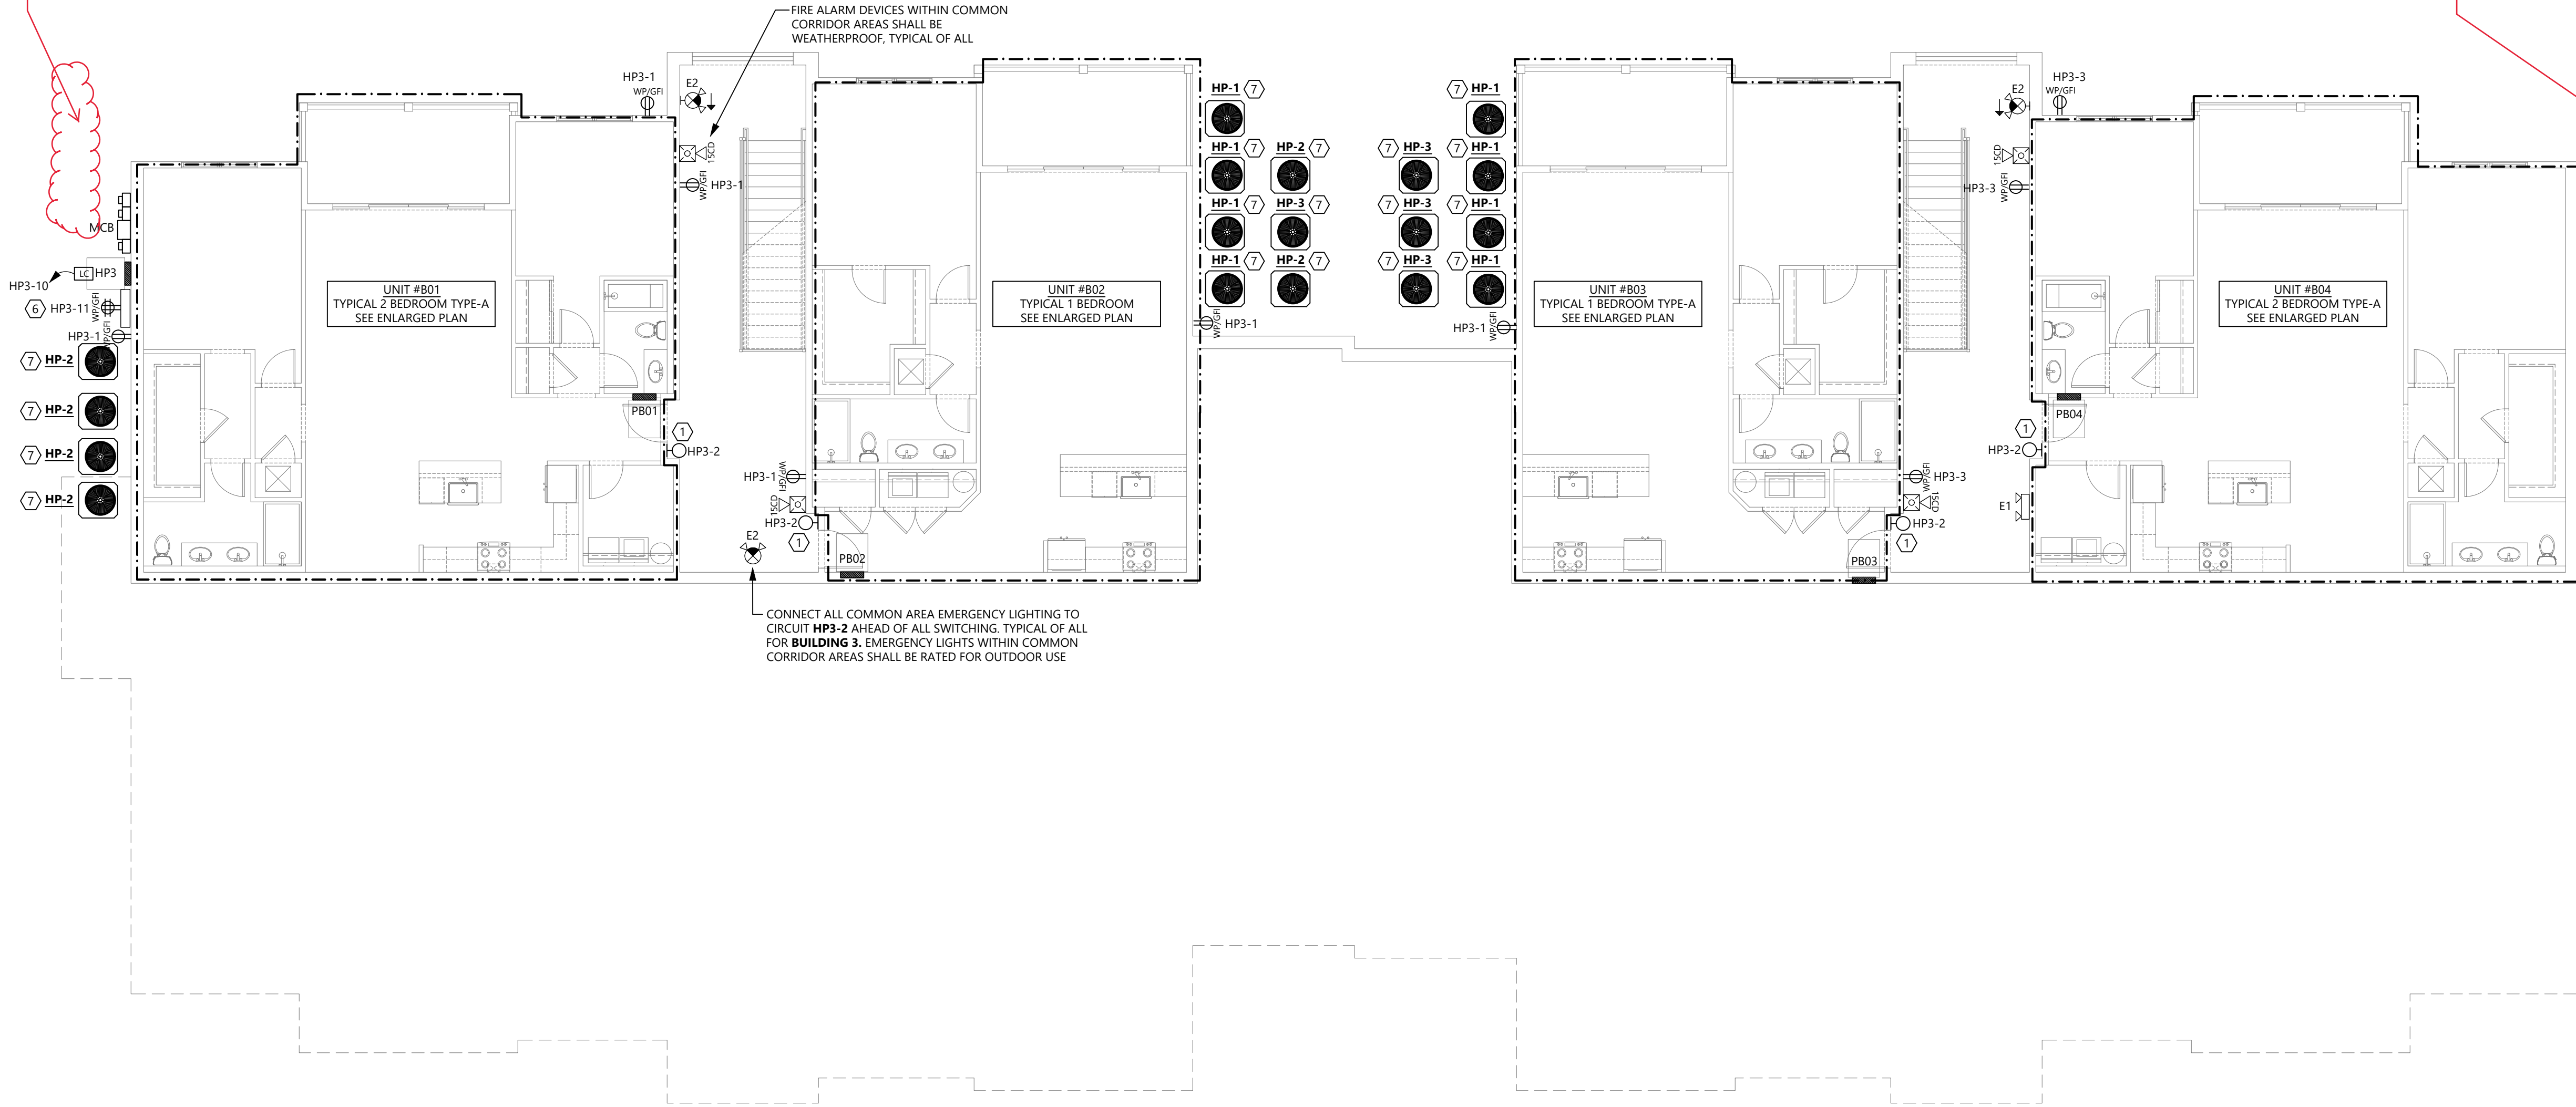 FIRE ALARM DEVICES WITHIN COMMON
CORRIDOR AREAS SHALL BE
WEATHERPROOF, TYPICAL OF ALL
HP3-1
WP/GFI
E2
15CD
WP/GFI
HP3-1
MCB
LC
HP3
HP3-10
6
HP3-11
WP/GFI
HP3-1
WP/GFI
7
HP-2
7
HP-2
7
HP-2
7
HP-2
UNIT #B01
TYPICAL 2 BEDROOM TYPE-A
SEE ENLARGED PLAN
PB01
1
HP3-2
HP3-1
WP/GFI
15CD
HP3-2
1
E2
PB02
UNIT #B02
TYPICAL 1 BEDROOM
SEE ENLARGED PLAN
HP-1
7
HP-1
7
HP-2
7
HP-1
7
HP-3
7
HP-1
7
HP-2
7
WP/GFI
HP3-1
7
HP-1
7
HP-3
7
HP-1
7
HP-3
7
HP-1
7
HP-3
7
HP-1
HP3-1
WP/GFI
UNIT #B03
TYPICAL 1 BEDROOM TYPE-A
SEE ENLARGED PLAN
WP/GFI
HP3-3
15CD
HP3-2
1
PB03
E2
HP3-3
WP/GFI
15CD
HP3-3
WP/GFI
UNIT #B04
TYPICAL 2 BEDROOM TYPE-A
SEE ENLARGED PLAN
PB04
1
HP3-2
E1
CONNECT ALL COMMON AREA EMERGENCY LIGHTING TO
CIRCUIT HP3-2 AHEAD OF ALL SWITCHING. TYPICAL OF ALL
FOR BUILDING 3. EMERGENCY LIGHTS WITHIN COMMON
CORRIDOR AREAS SHALL BE RATED FOR OUTDOOR USE